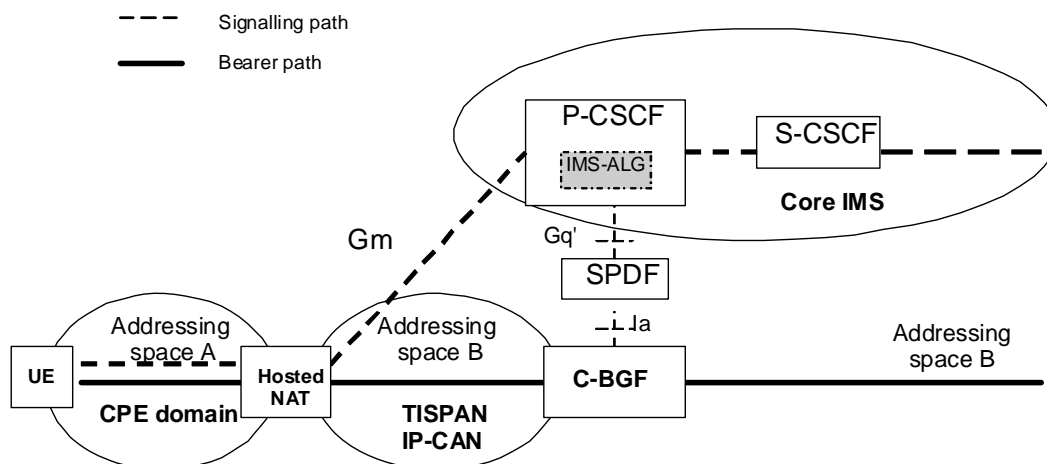 Signalling path
Bearer path
P-CSCF
IMS-ALG
S-CSCF
Core IMS
Gm
Gq'
SPDF
Ia
Addressing
space A
Addressing
space B
Addressing
space B
UE
Hosted
NAT
C-BGF
CPE domain
TISPAN
IP-CAN